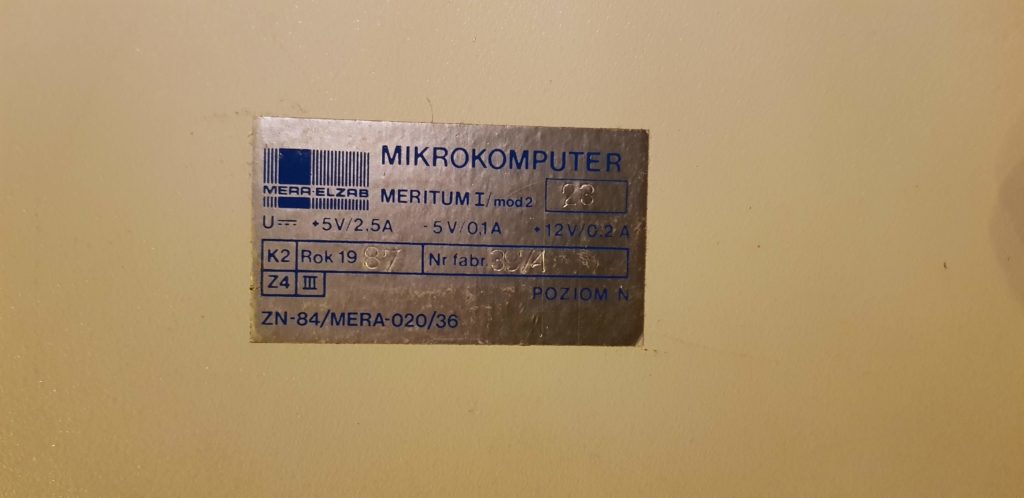 MIKROKOMPUTER
MERA-ELZAB
MERITUM I/mod2 23
U +5V/2.5A -5V/0,1A +12V/0.2A
K2 Rok 19 87 Nr fabr.
Z4 III
POZIOM N
ZN-84/MERA-020/36